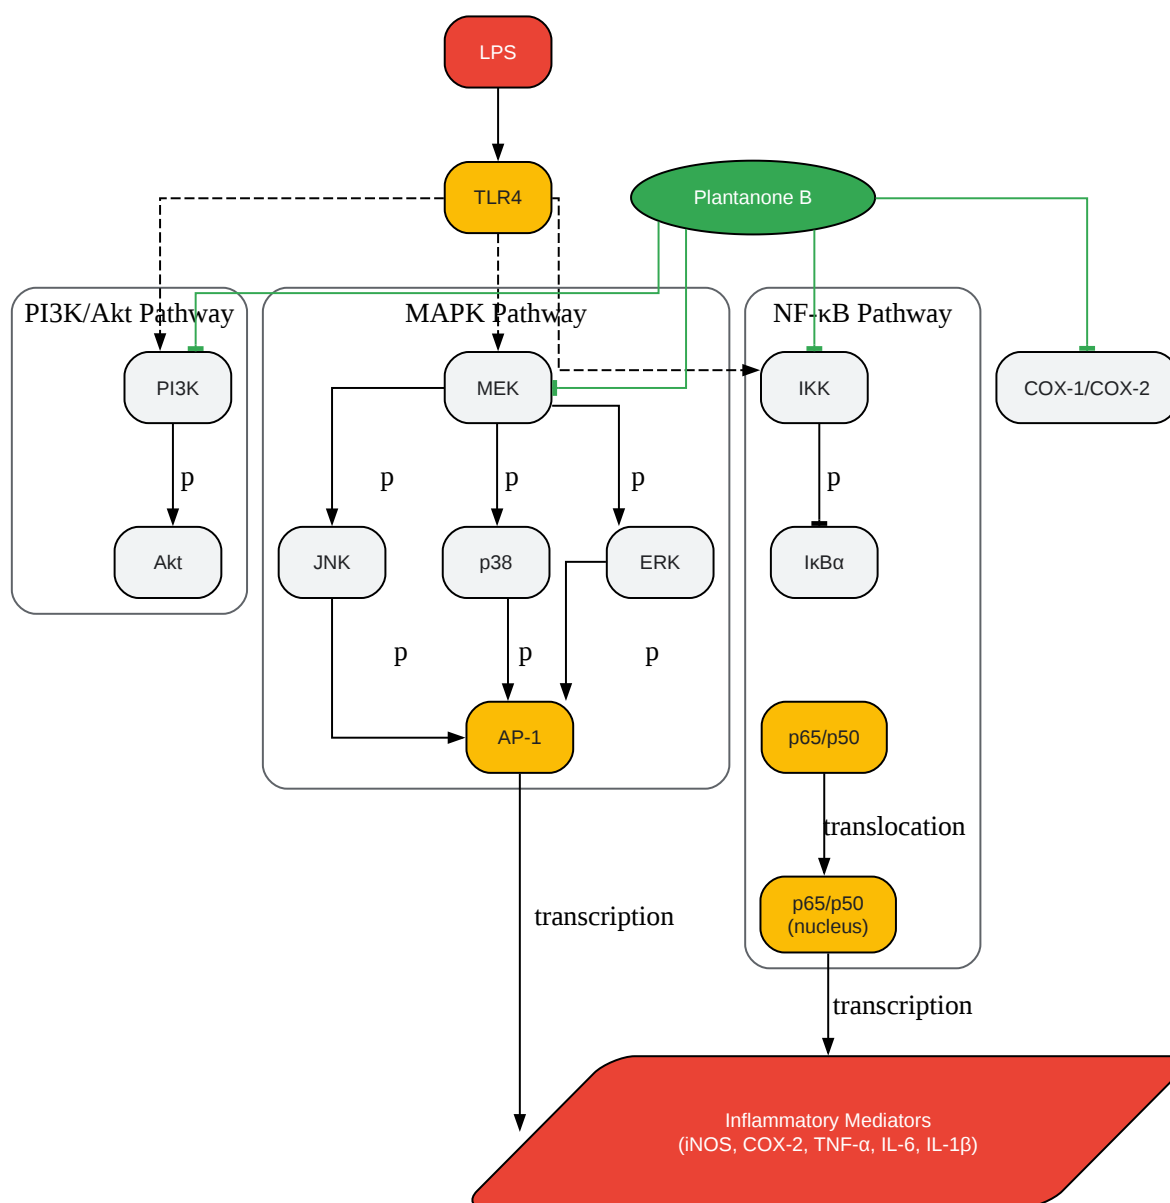 LPS
TLR4
Plantanone B
PI3K/Akt Pathway
MAPK Pathway
NF-κB Pathway
PI3K
MEK
IKK
COX-1/COX-2
p
p
p
p
p
Akt
JNK
p38
ERK
IκBα
p
p
p
AP-1
p65/p50
translocation
p65/p50
(nucleus)
transcription
transcription
Inflammatory Mediators
(iNOS, COX-2, TNF-α, IL-6, IL-1β)